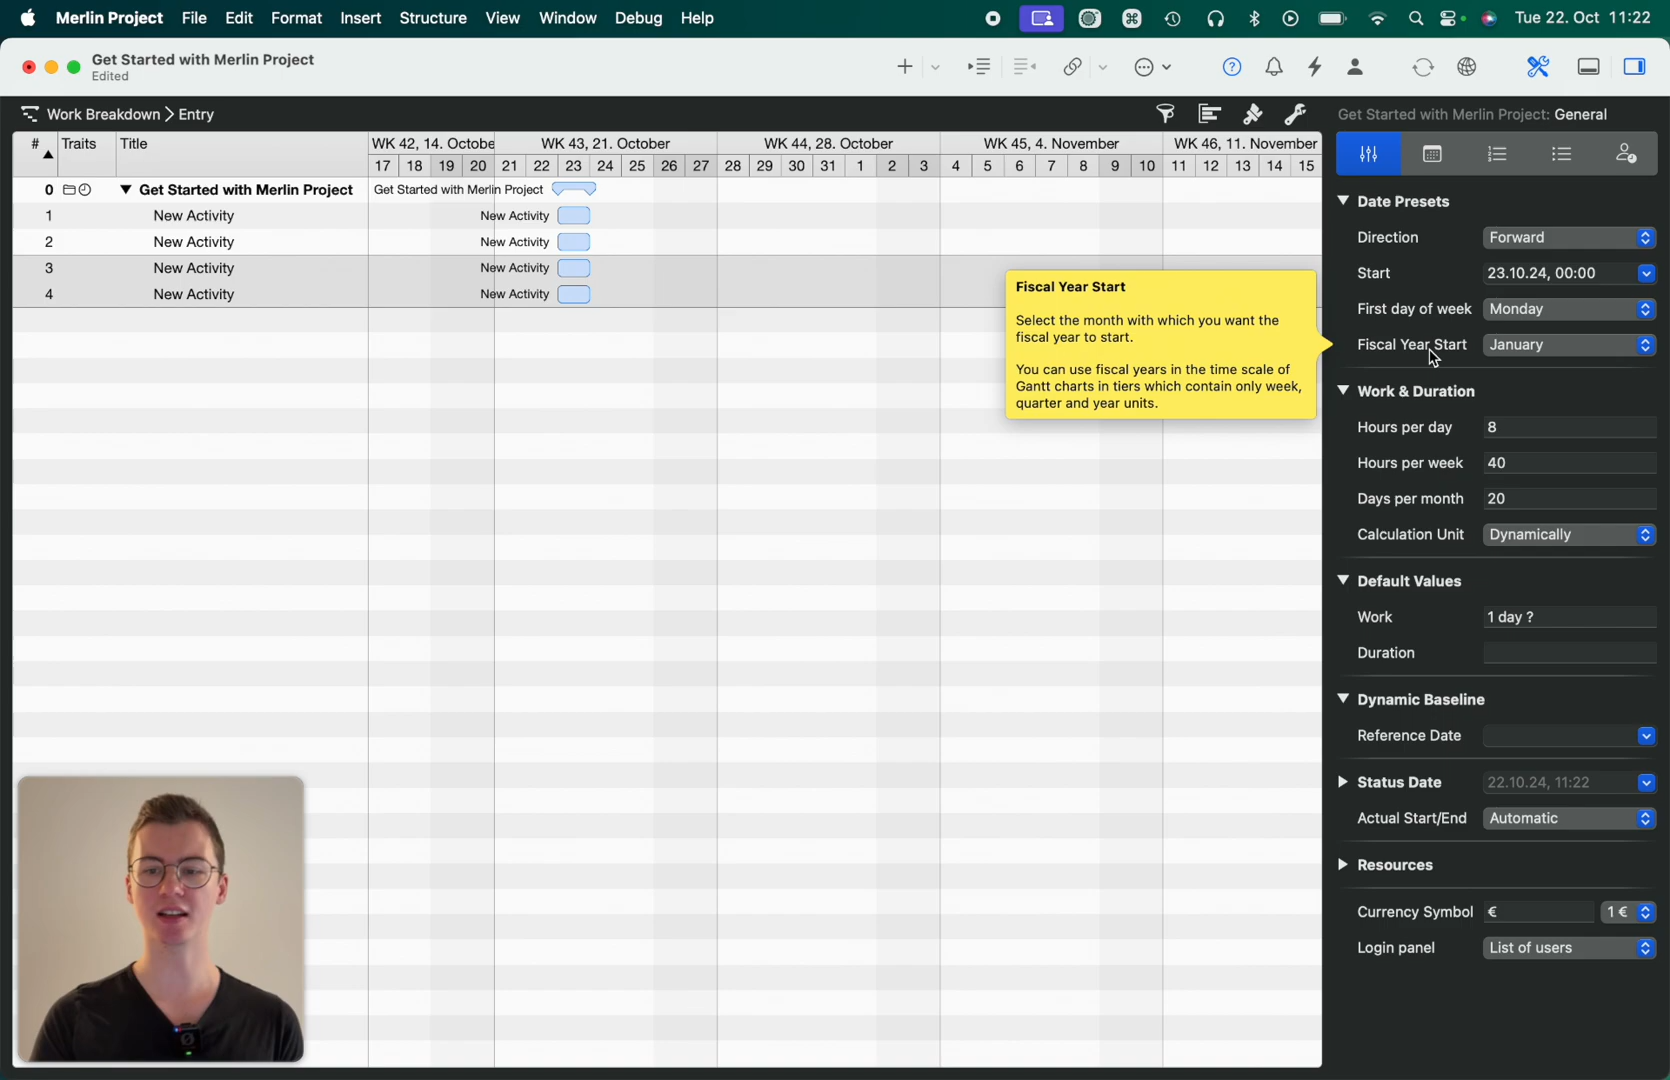 Merlin Project File Edit Format Insert Structure View Window Debug Help Tue 22. Oct 11:22
Get Started with Merlin Project
Edited
Work Breakdown > Entry
Get Started with Merlin Project: General
# Traits Title
WK 42, 14. Octobe WK 43, 21. October WK 44, 28. October WK 45, 4. November WK 46, 11. November
17 18 19 20 21 22 23 24 25 26 27 28 29 30 31 1 2 3 4 5 6 7 8 9 10 11 12 13 14 15
0 Get Started with Merlin Project Get Started with Merlin Project
1 New Activity New Activity
2 New Activity New Activity
3 New Activity New Activity
4 New Activity New Activity
Fiscal Year Start
Select the month with which you want the
fiscal year to start.
You can use fiscal years in the time scale of
Gantt charts in tiers which contain only week,
quarter and year units.
Date Presets
Direction Forward
Start 23.10.24, 00:00
First day of week Monday
Fiscal Year Start January
Work & Duration
Hours per day 8
Hours per week 40
Days per month 20
Calculation Unit Dynamically
Default Values
Work 1 day ?
Duration
Dynamic Baseline
Reference Date
Status Date 22.10.24, 11:22
Actual Start/End Automatic
Resources
Currency Symbol € 1 €
Login panel List of users